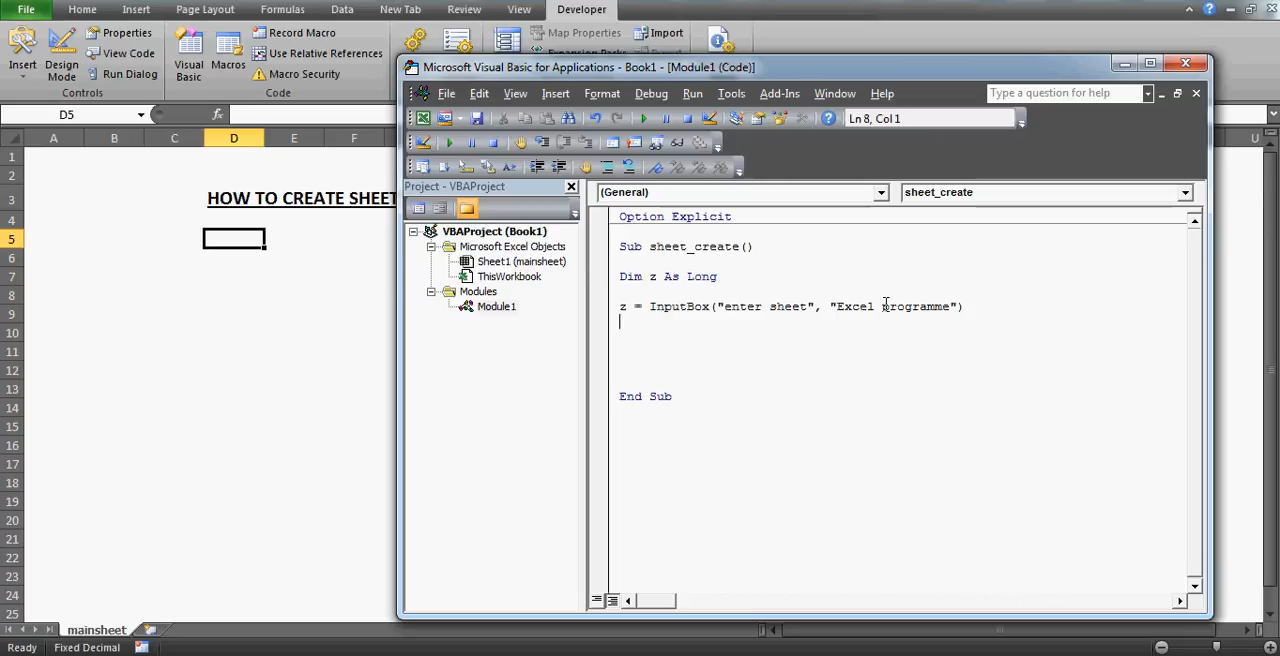 File Home Insert Page Layout Formulas Data New Tab Review View Developer
Insert
Design Mode
Properties
View Code
Run Dialog
Controls
Visual Basic
Macros
Record Macro
Use Relative References
Macro Security
Code
Map Properties
Import
D5
fx
A B C D E F U
1
2
3 HOW TO CREATE SHEET
4
5
6
7
8
9
10
11
12
13
14
15
16
17
18
19
20
21
22
23
24
25
mainsheet
Ready Fixed Decimal
Microsoft Visual Basic for Applications - Book1 - [Module1 (Code)]
File Edit View Insert Format Debug Run Tools Add-Ins Window Help
Type a question for help
Ln 8, Col 1
Project - VBAProject
VBAProject (Book1)
Microsoft Excel Objects
Sheet1 (mainsheet)
ThisWorkbook
Modules
Module1
(General)
sheet_create
Option Explicit
Sub sheet_create()
Dim z As Long
z = InputBox("enter sheet", "Excel programme")
End Sub